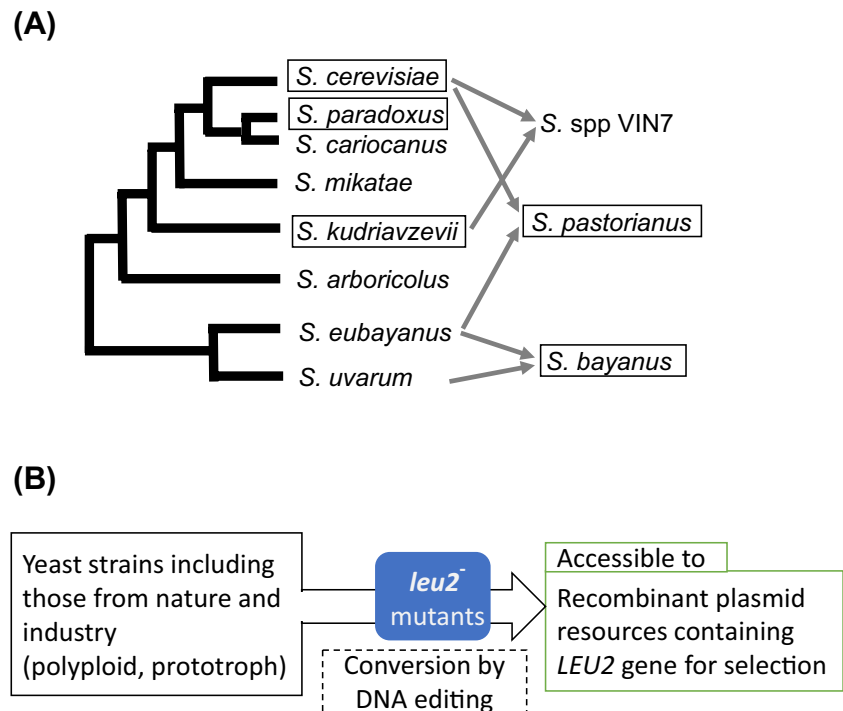 (A)
S. cerevisiae
S. paradoxus
S. cariocanus
S. mikatae
S. kudriavzevii
S. arboricolus
S. eubayanus
S. uvarum
S. spp VIN7
S. pastorianus
S. bayanus
(B)
Yeast strains including
those from nature and
industry
(polyploid, prototroph)
leu2-
mutants
Conversion by
DNA editing
Accessible to
Recombinant plasmid
resources containing
LEU2 gene for selection